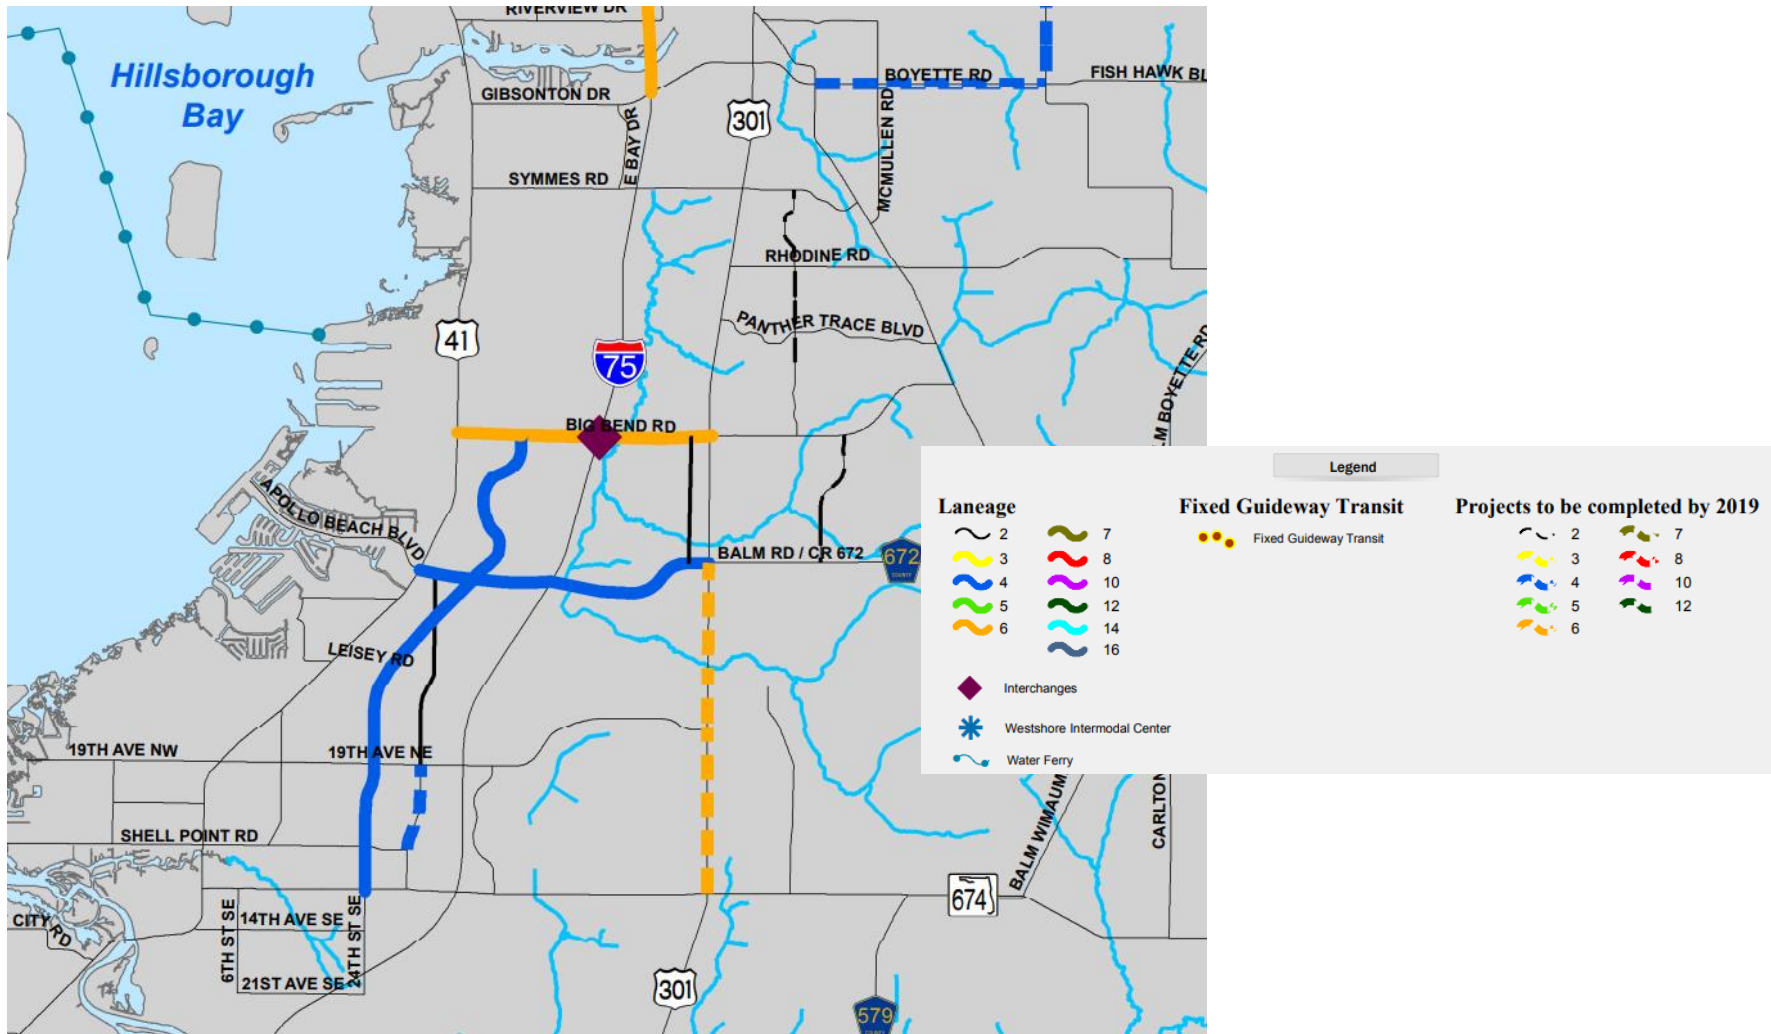 RIVERVIEW DR
Hillsborough
Bay
BOYETTE RD
FISH HAWK BL
GIBSONTON DR
301
E BAY DR
MCMULLEN RD
SYMMES RD
RHODINE RD
PANTHER TRACE BLVD
41
75
BIG BEND RD
LM BOYETTE RD
APOLLO BEACH BLVD
BALM RD / CR 672
672
COUNTY
LEISEY RD
19TH AVE NW
19TH AVE NE
SHELL POINT RD
BALM WIMAUM
CARLTON
674
CITY RD
6TH ST SE
14TH AVE SE
24TH ST SE
21ST AVE SE
301
579
Legend
Laneage
2
3
4
5
6
7
8
10
12
14
16
Interchanges
Westshore Intermodal Center
Water Ferry
Fixed Guideway Transit
Fixed Guideway Transit
Projects to be completed by 2019
2
3
4
5
6
7
8
10
12